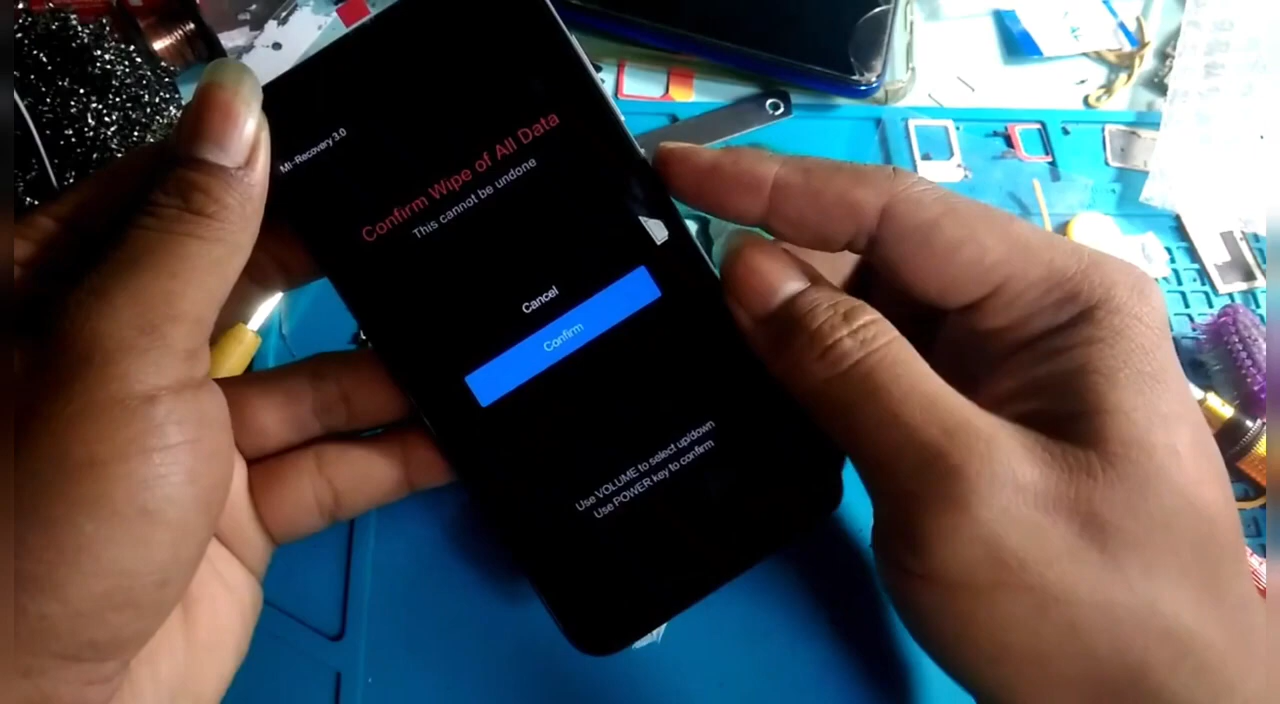 Mi-Recovery 3.0
Confirm Wipe of All Data
This cannot be undone
Cancel
Confirm
Use VOLUME to select up/down
Use POWER key to confirm